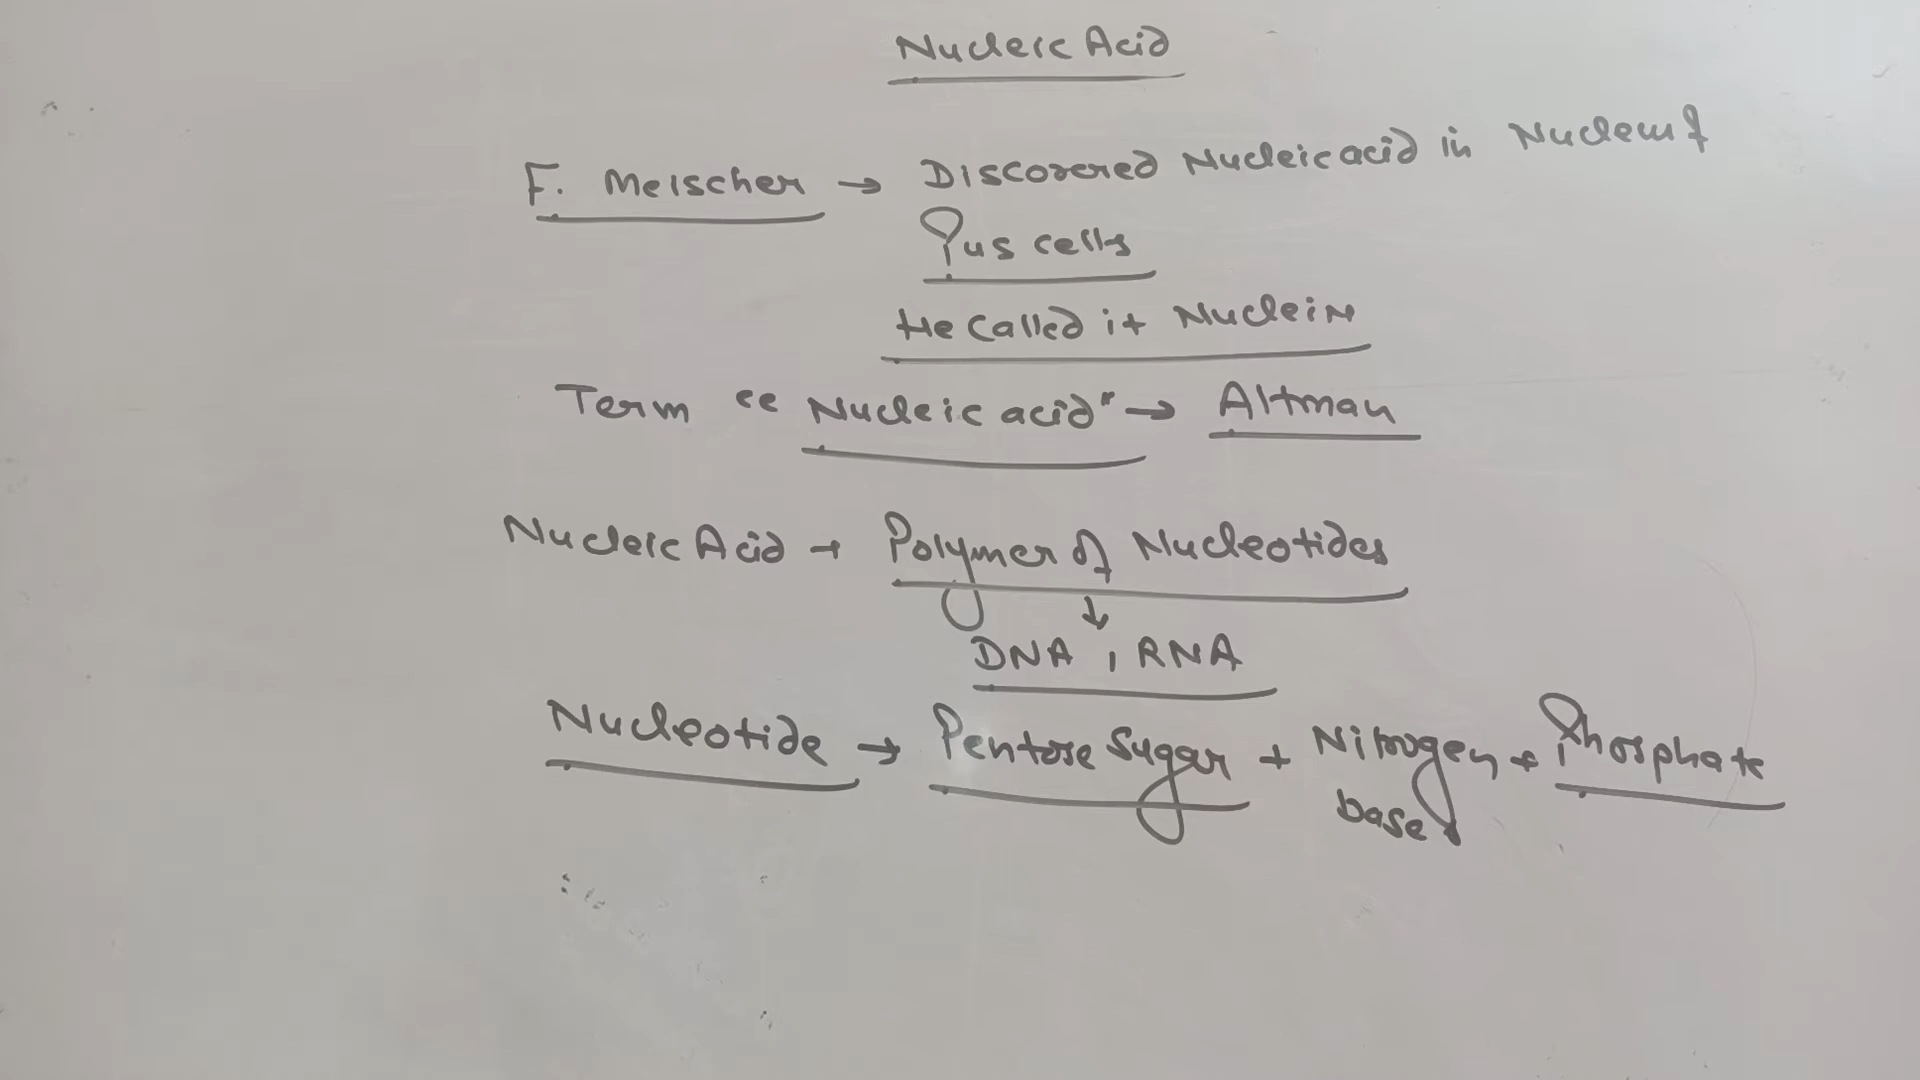 Nucleic Acid
F. Meischer → Discovered Nucleic acid in Nucleus of
Pus cells
He called it Nuclein
Term “Nucleic acid” → Altman
Nucleic Acid → Polymer of Nucleotides
↓
DNA, RNA
Nucleotide → Pentose Sugar + Nitrogen + Phosphate
base